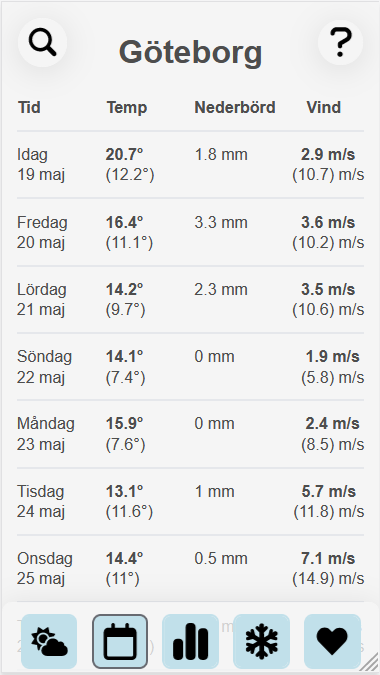 Göteborg
Tid Temp Nederbörd Vind
Idag 20.7° 1.8 mm 2.9 m/s
19 maj (12.2°) (10.7) m/s
Fredag 16.4° 3.3 mm 3.6 m/s
20 maj (11.1°) (10.2) m/s
Lördag 14.2° 2.3 mm 3.5 m/s
21 maj (9.7°) (10.6) m/s
Söndag 14.1° 0 mm 1.9 m/s
22 maj (7.4°) (5.8) m/s
Måndag 15.9° 0 mm 2.4 m/s
23 maj (7.6°) (8.5) m/s
Tisdag 13.1° 1 mm 5.7 m/s
24 maj (11.6°) (11.8) m/s
Onsdag 14.4° 0.5 mm 7.1 m/s
25 maj (11°) (14.9) m/s